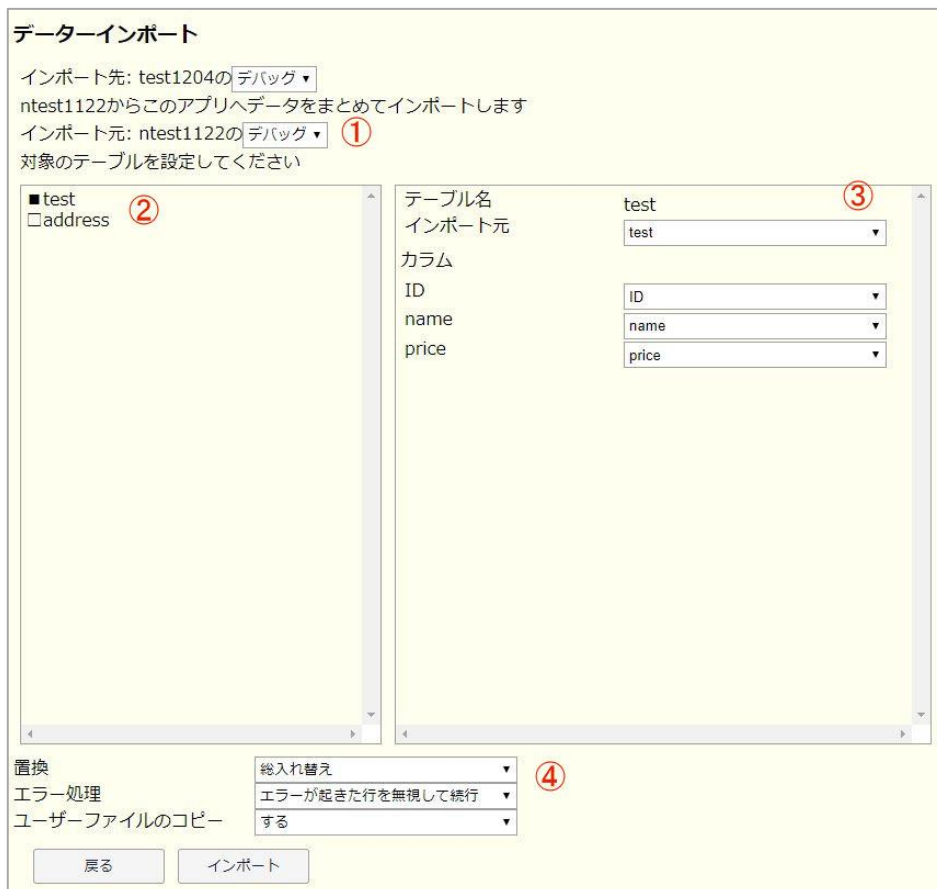 データーインポート
インポート先: test1204の デバッグ ▼
ntest1122からこのアプリへデータをまとめてインポートします
インポート元: ntest1122の デバッグ ▼ ①
対象のテーブルを設定してください
■test
□address
②
テーブル名 test ③
インポート元 test ▼
カラム
ID ID ▼
name name ▼
price price ▼
置換 総入れ替え ▼ ④
エラー処理 エラーが起きた行を無視して続行 ▼
ユーザーファイルのコピー する ▼
戻る インポート